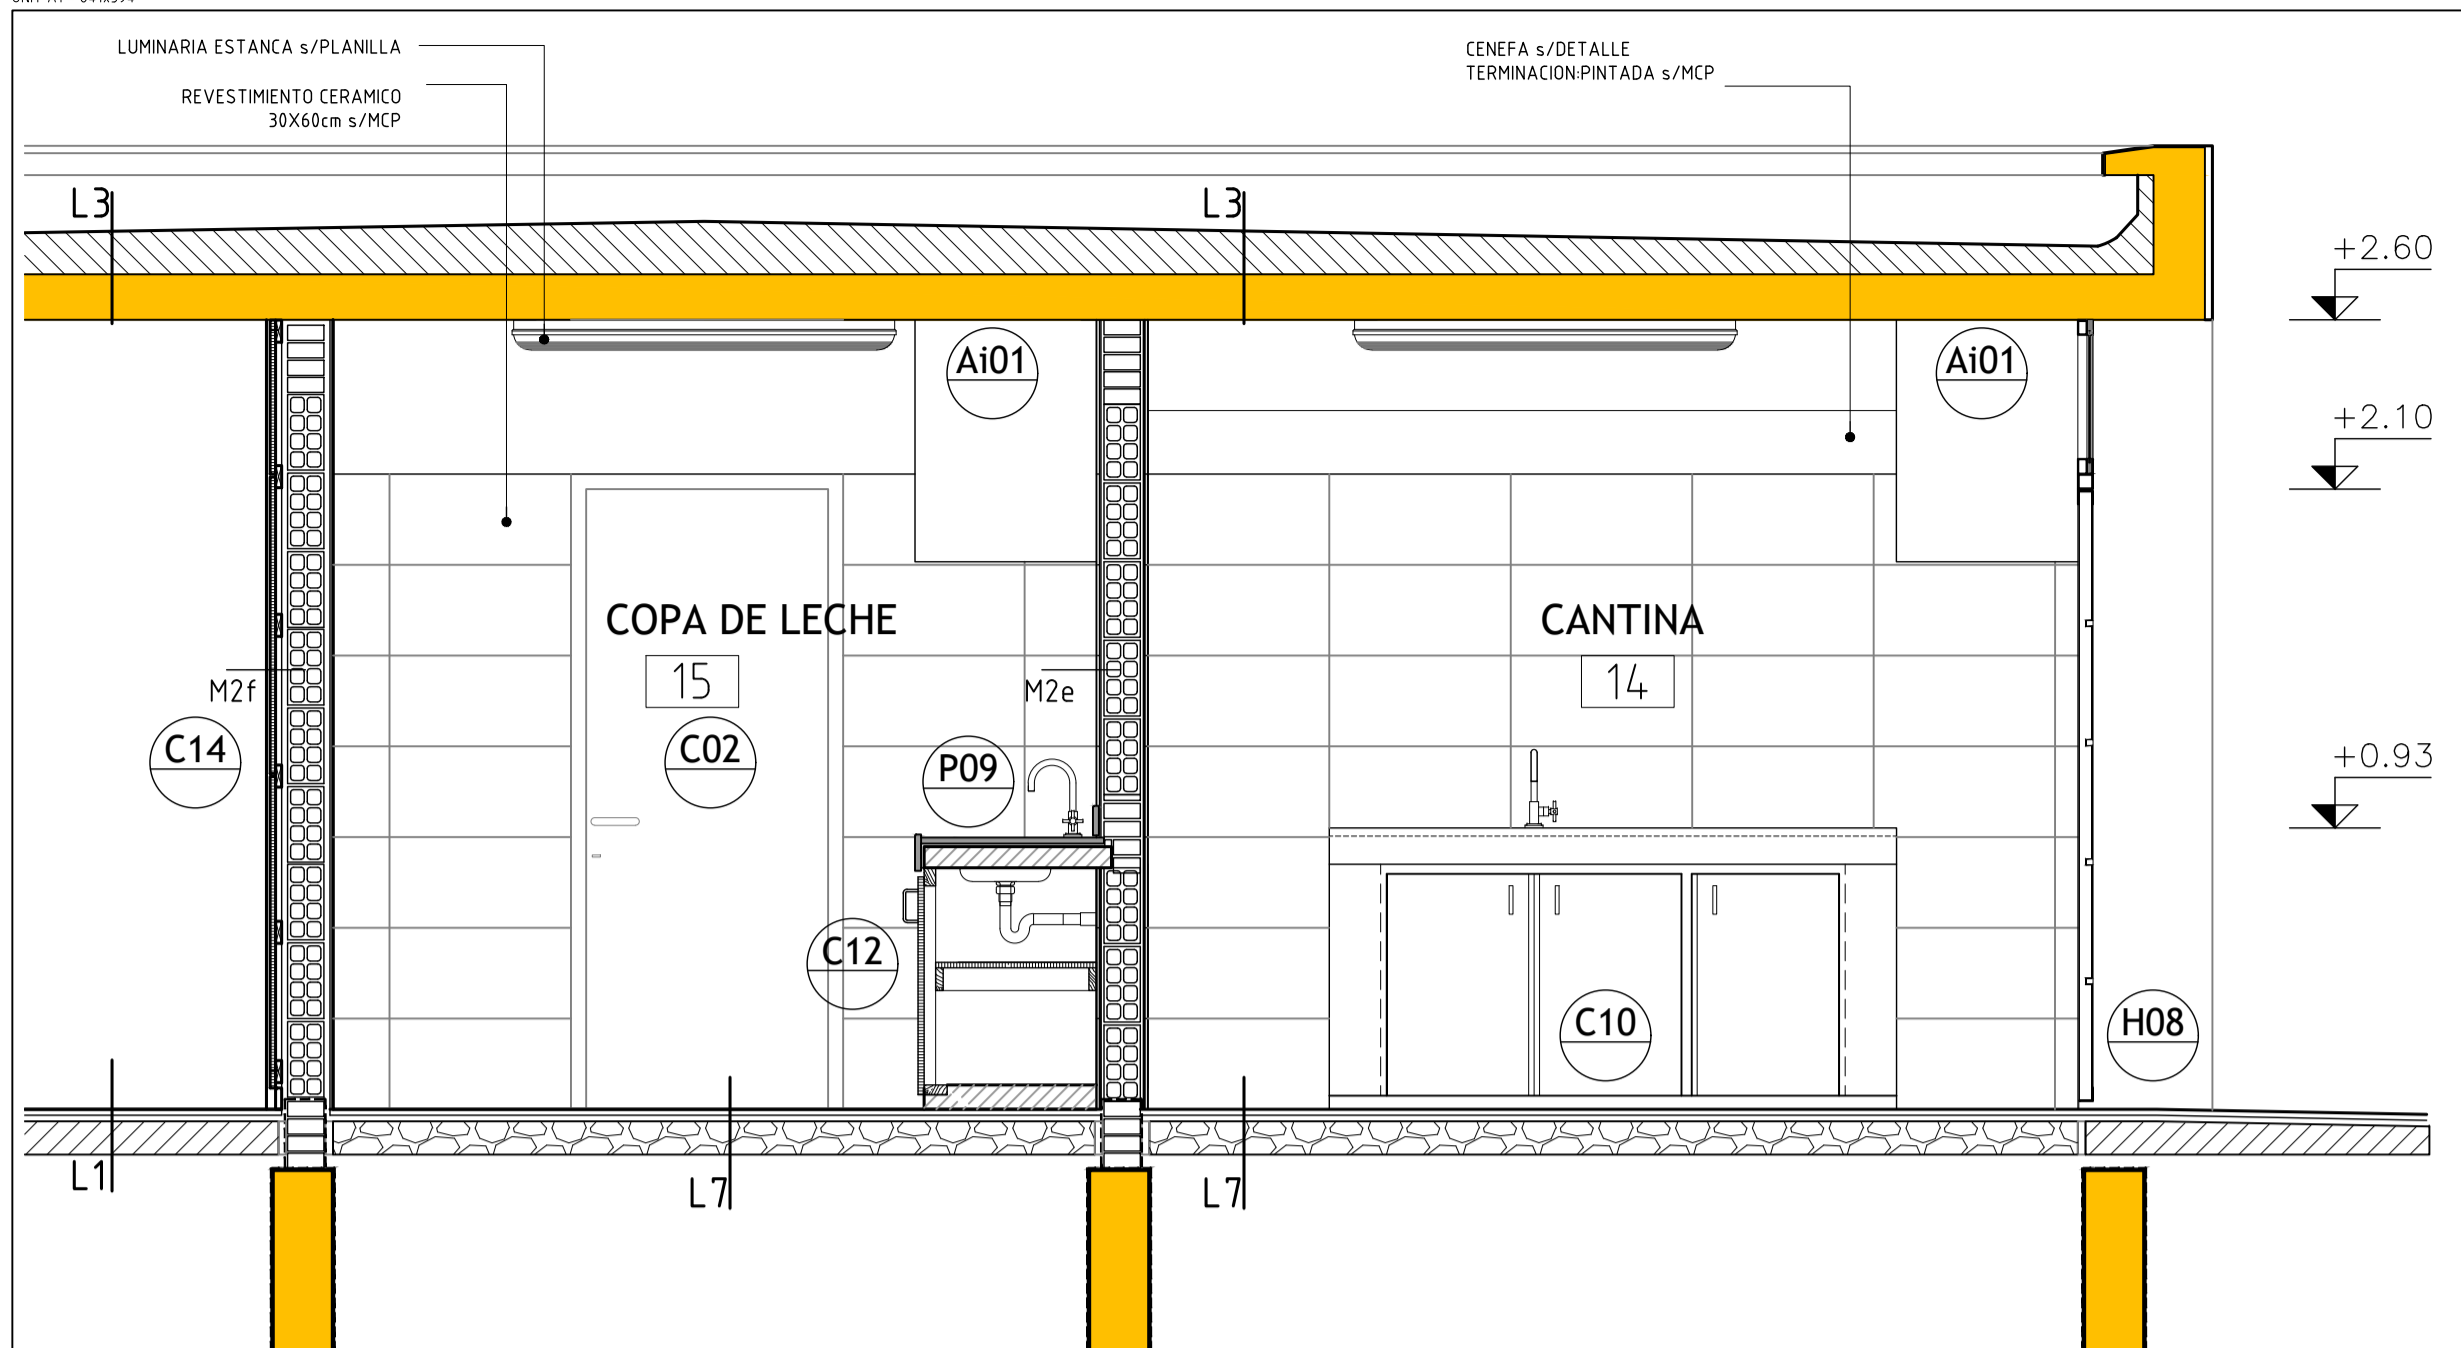 LUMINARIA ESTANCA s/PLANILLA
REVESTIMIENTO CERAMICO
30X60cm s/MCP
CENEFA s/DETALLE
TERMINACION:PINTADA s/MCP
L3
L3
+2.60
Ai01
Ai01
+2.10
COPA DE LECHE
15
CANTINA
14
M2f
M2e
C14
C02
P09
+0.93
C12
C10
H08
L1
L7
L7